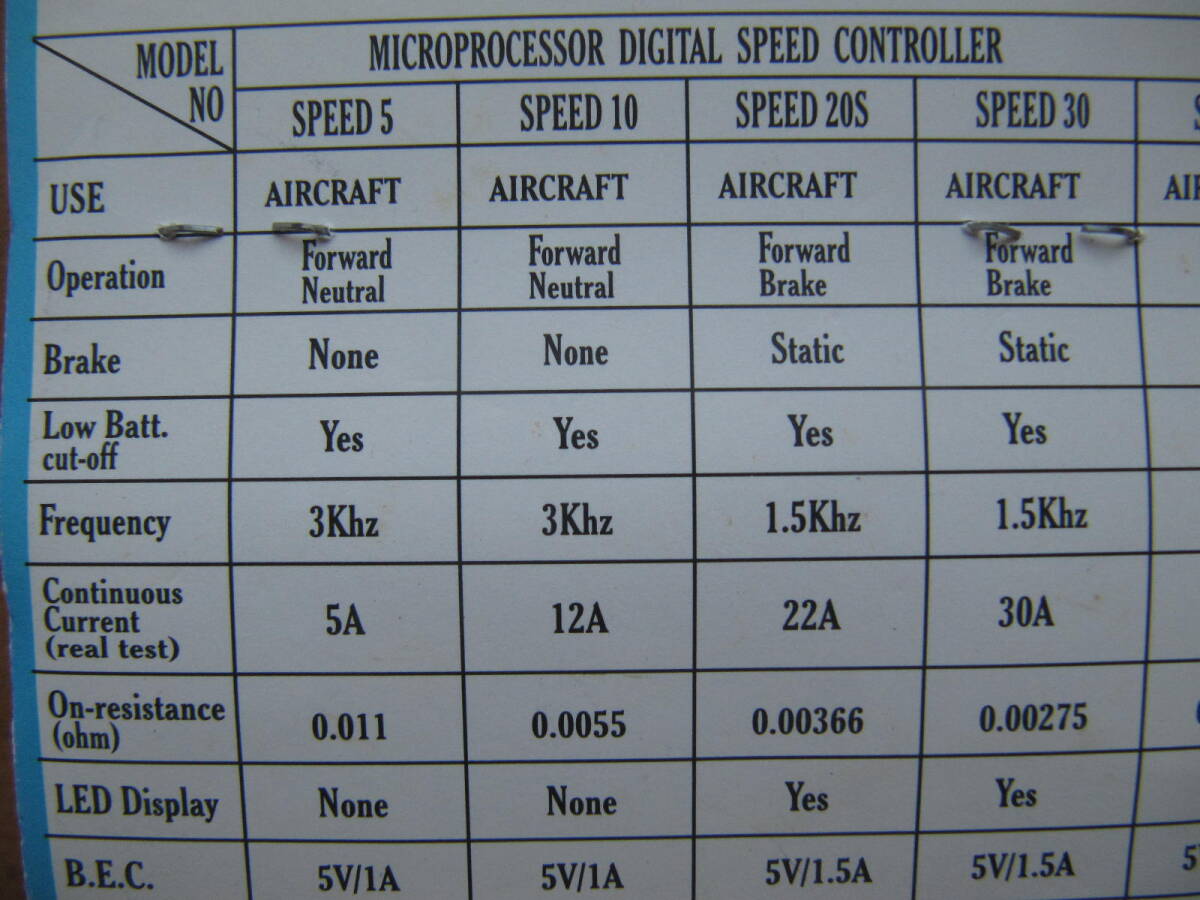 MODEL NO
MICROPROCESSOR DIGITAL SPEED CONTROLLER
SPEED 5 SPEED 10 SPEED 20S SPEED 30
USE AIRCRAFT AIRCRAFT AIRCRAFT AIRCRAFT
Operation Forward Neutral Forward Neutral Forward Brake Forward Brake
Brake None None Static Static
Low Batt. cut-off Yes Yes Yes Yes
Frequency 3Khz 3Khz 1.5Khz 1.5Khz
Continuous Current (real test) 5A 12A 22A 30A
On-resistance (ohm) 0.011 0.0055 0.00366 0.00275
LED Display None None Yes Yes
B.E.C. 5V/1A 5V/1A 5V/1.5A 5V/1.5A